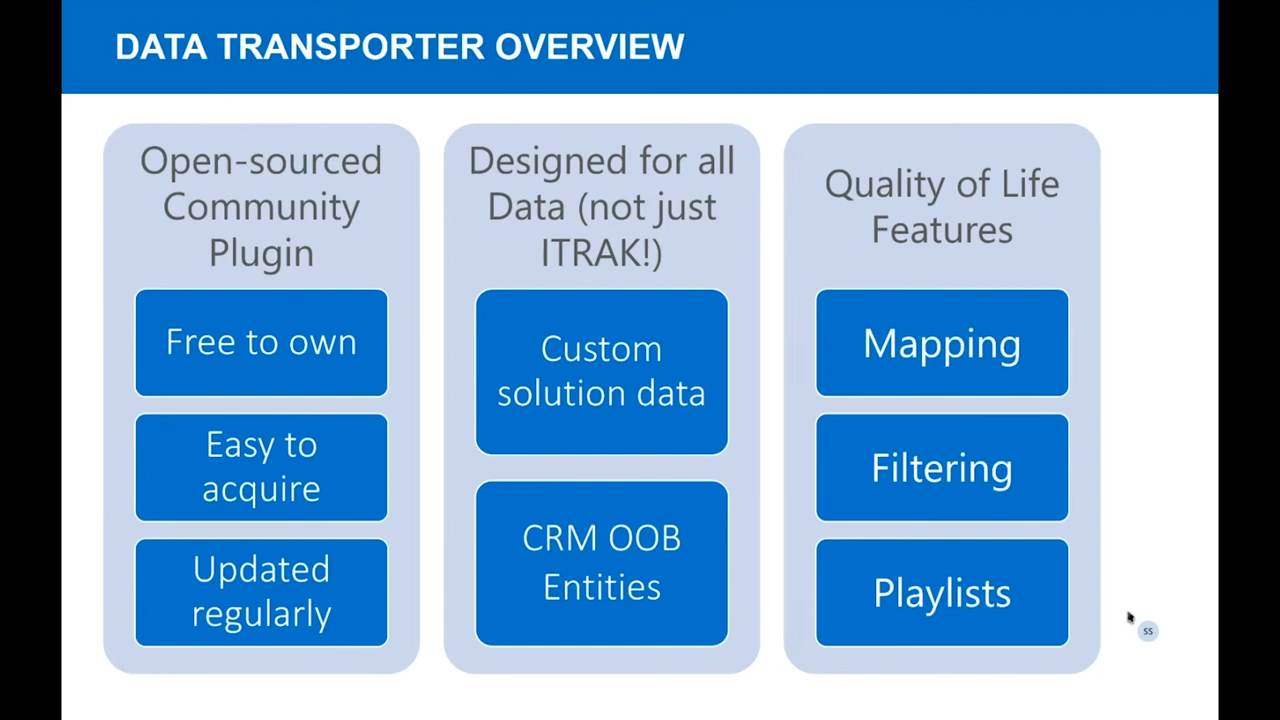 DATA TRANSPORTER OVERVIEW
Open-sourced
Community
Plugin
Free to own
Easy to
acquire
Updated
regularly
Designed for all
Data (not just
ITRAK!)
Custom
solution data
CRM OOB
Entities
Quality of Life
Features
Mapping
Filtering
Playlists
SS